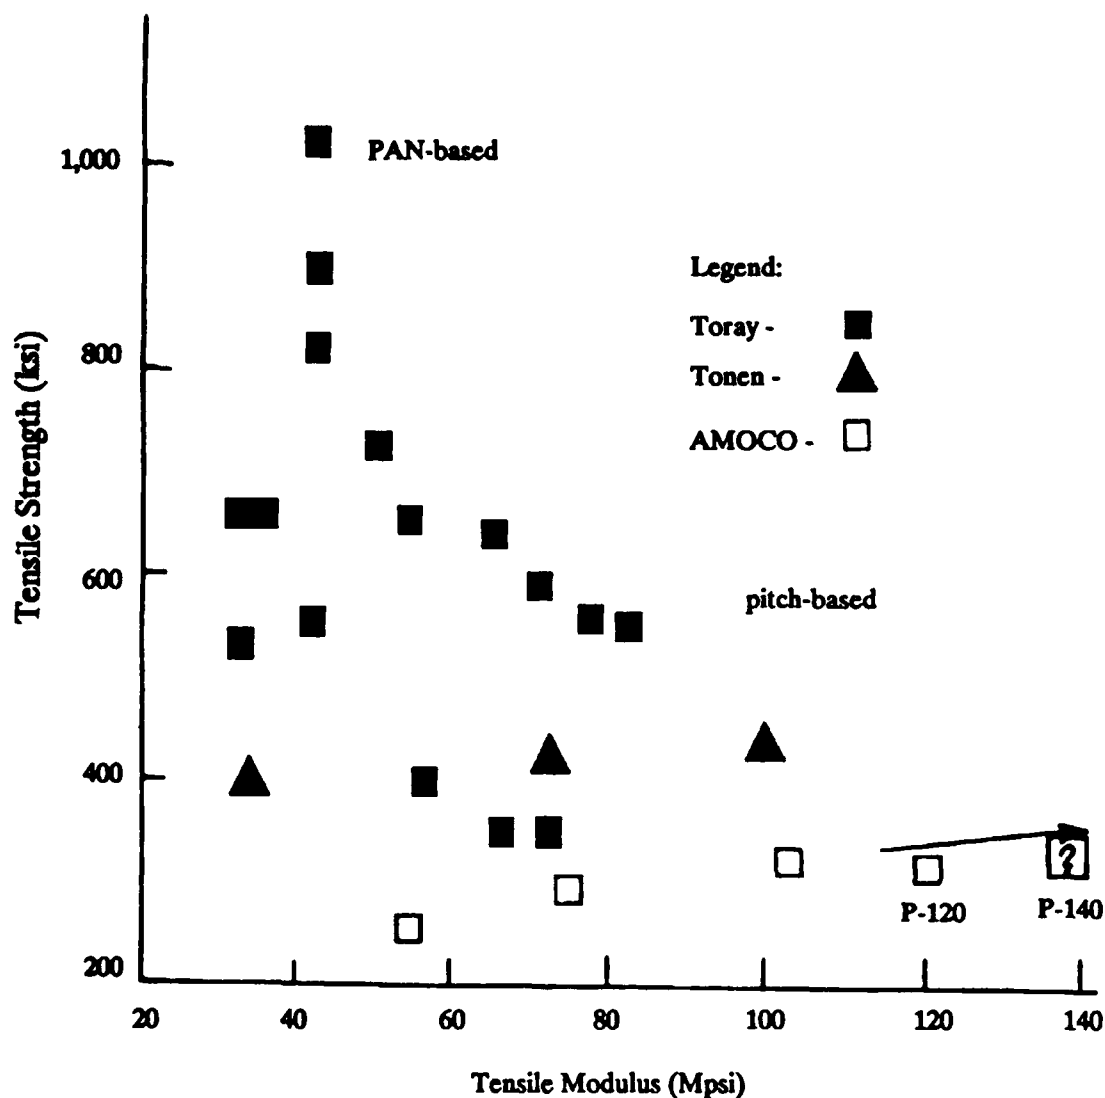 1,000
PAN-based
Legend:
Toray -
800
Tonen -
AMOCO -
Tensile Strength (ksi)
600
pitch-based
400
?
P-120
P-140
200
20
40
60
80
100
120
140
Tensile Modulus (Mpsi)